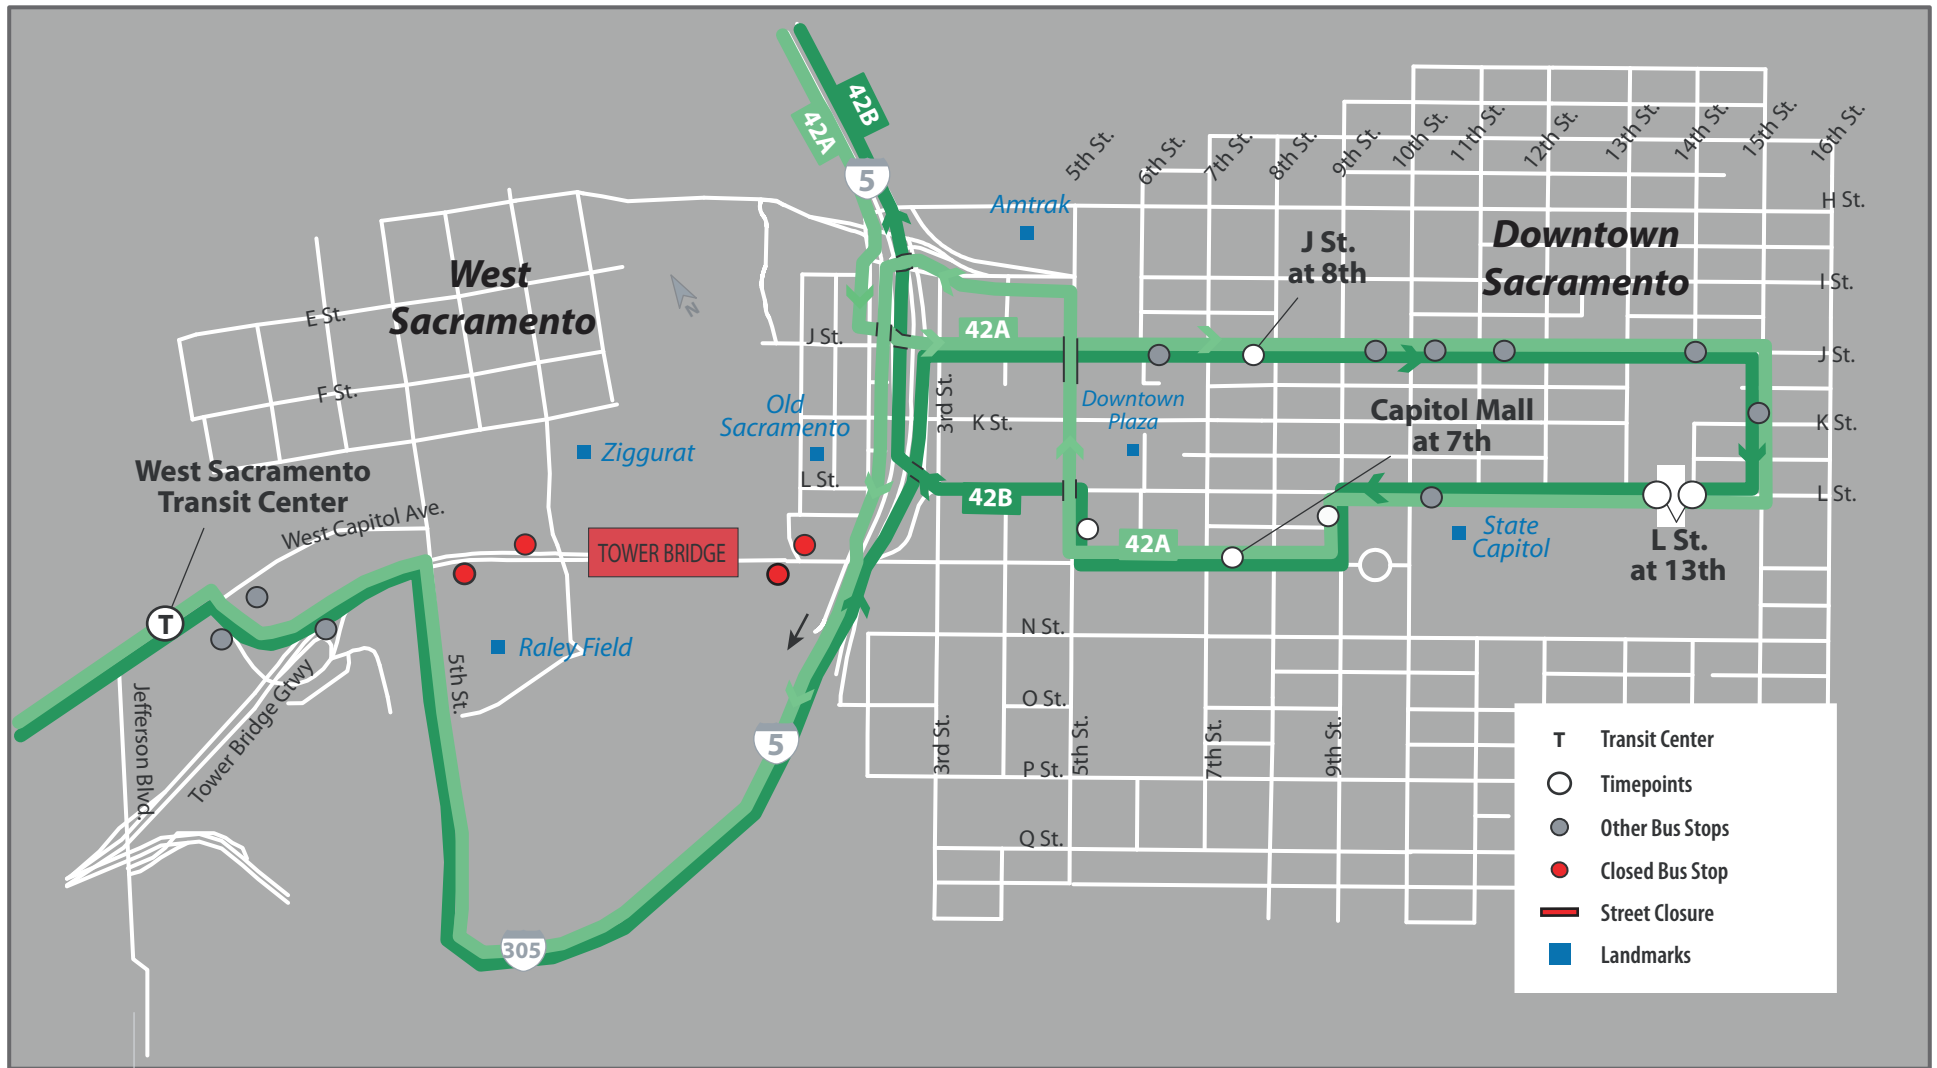 42B
42A
5
5th St.
6th St.
7th St.
8th St.
9th St.
10th St.
11th St.
12th St.
13th St.
14th St.
15th St.
16th St.
Amtrak
H St.
West
Sacramento
J St.
at 8th
Downtown
Sacramento
I St.
N
E St.
J St.
42A
J St.
F St.
Old
Sacramento
3rd St.
K St.
Downtown
Plaza
Capitol Mall
at 7th
K St.
Ziggurat
West Sacramento
Transit Center
L St.
42B
L St.
West Capitol Ave.
TOWER BRIDGE
42A
State
Capitol
L St.
at 13th
T
N St.
Raley Field
5th St.
Jefferson Blvd.
Tower Bridge Gtwy
O St.
5
3rd St.
5th St.
7th St.
9th St.
P St.
Q St.
305
T Transit Center
Timepoints
Other Bus Stops
Closed Bus Stop
Street Closure
Landmarks